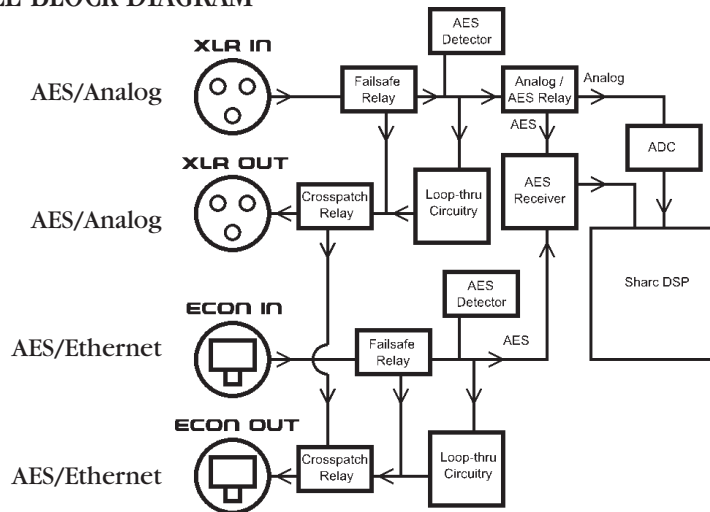 BLOCK DIAGRAM
AES
Detector
XLR IN
AES/Analog
Failsafe
Relay
Analog /
AES Relay
Analog
AES
ADC
XLR OUT
AES/Analog
Crosspatch
Relay
Loop-thru
Circuitry
AES
Receiver
Sharc DSP
AES
Detector
ECON IN
AES/Ethernet
Failsafe
Relay
AES
ECON OUT
AES/Ethernet
Crosspatch
Relay
Loop-thru
Circuitry